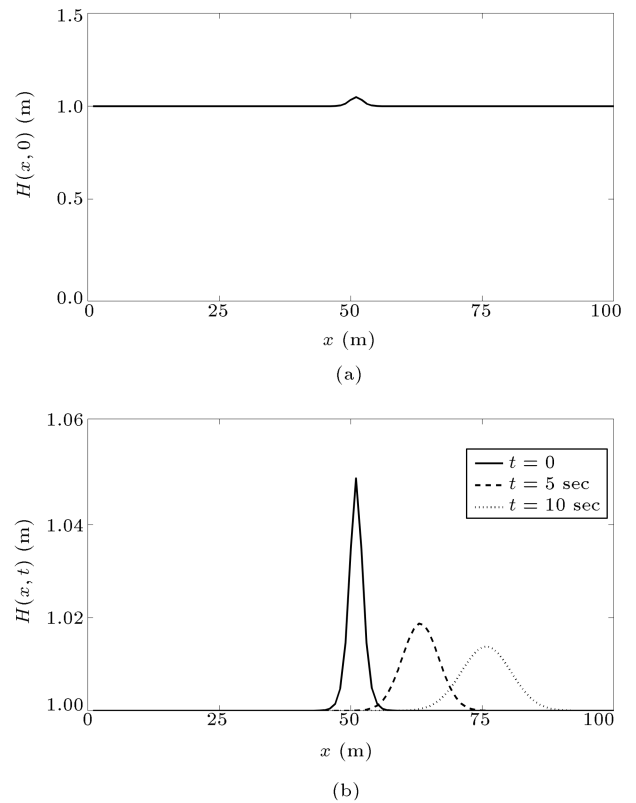 1.5
1.0
0.5
0.0
H(x, 0) (m)
0 25 50 75 100
x (m)
(a)
1.06
1.04
1.02
1.00
H(x, t) (m)
t = 0
t = 5 sec
t = 10 sec
0 25 50 75 100
x (m)
(b)